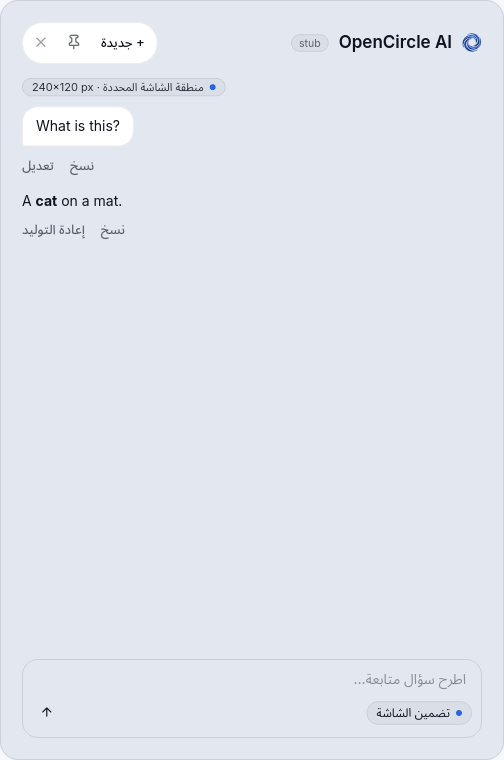 OpenCircle AI stub
+ جديدة
منطقة الشاشة المحددة · 240×120 px
What is this?
نسخ تعديل
A cat on a mat.
نسخ إعادة التوليد
اطرح سؤال متابعة...
تضمين الشاشة